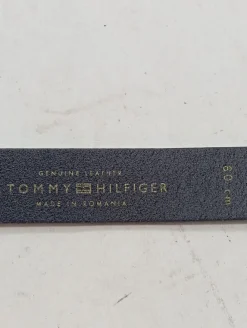 GENUINE LEATHER
TOMMY HILFIGER
MADE IN ROMANIA
80 cm